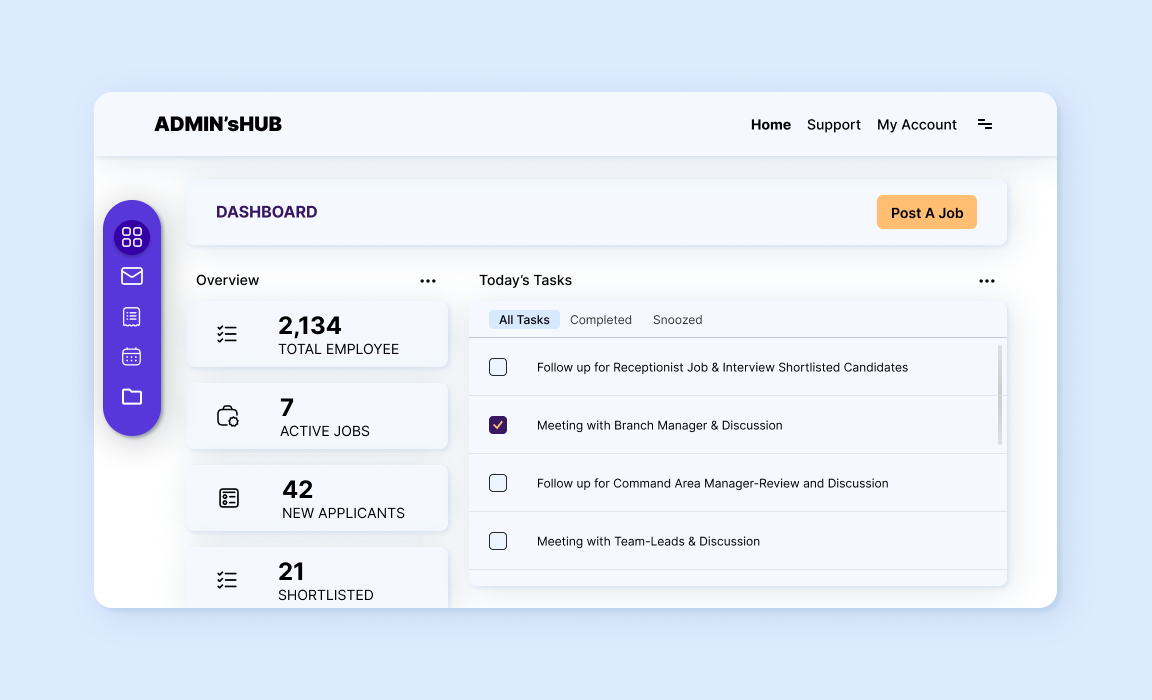 ADMIN’sHUB
Home Support My Account
DASHBOARD
Post A Job
Overview
2,134
TOTAL EMPLOYEE
7
ACTIVE JOBS
42
NEW APPLICANTS
21
SHORTLISTED
Today’s Tasks
All Tasks Completed Snoozed
Follow up for Receptionist Job & Interview Shortlisted Candidates
Meeting with Branch Manager & Discussion
Follow up for Command Area Manager-Review and Discussion
Meeting with Team-Leads & Discussion